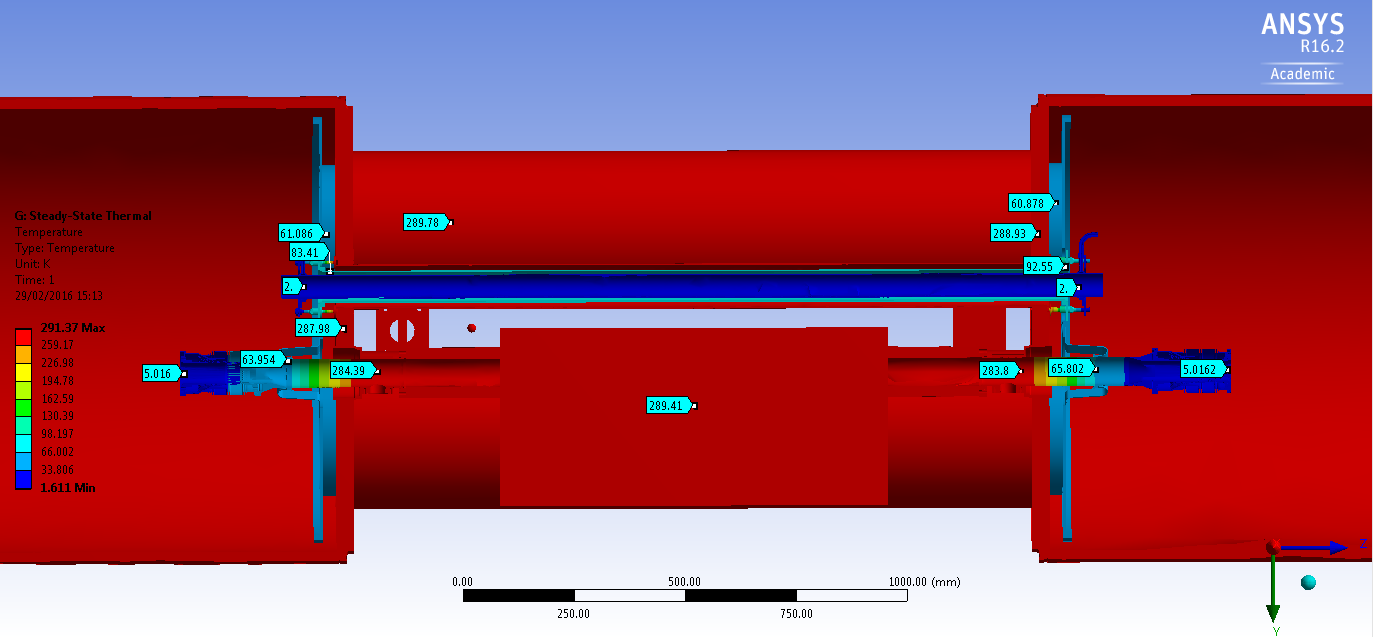 ANSYS
R16.2
Academic
G: Steady-State Thermal
Temperature
Type: Temperature
Unit: K
Time: 1
29/02/2016 15:13
291.37 Max
259.17
226.98
194.78
162.59
130.39
98.197
66.002
33.806
1.611 Min
61.086
83.41
2.
289.78
287.98
63.954
5.016
284.39
289.41
60.878
288.93
92.55
2.
283.8
65.802
5.0162
0.00
500.00
1000.00 (mm)
250.00
750.00
Z
Y